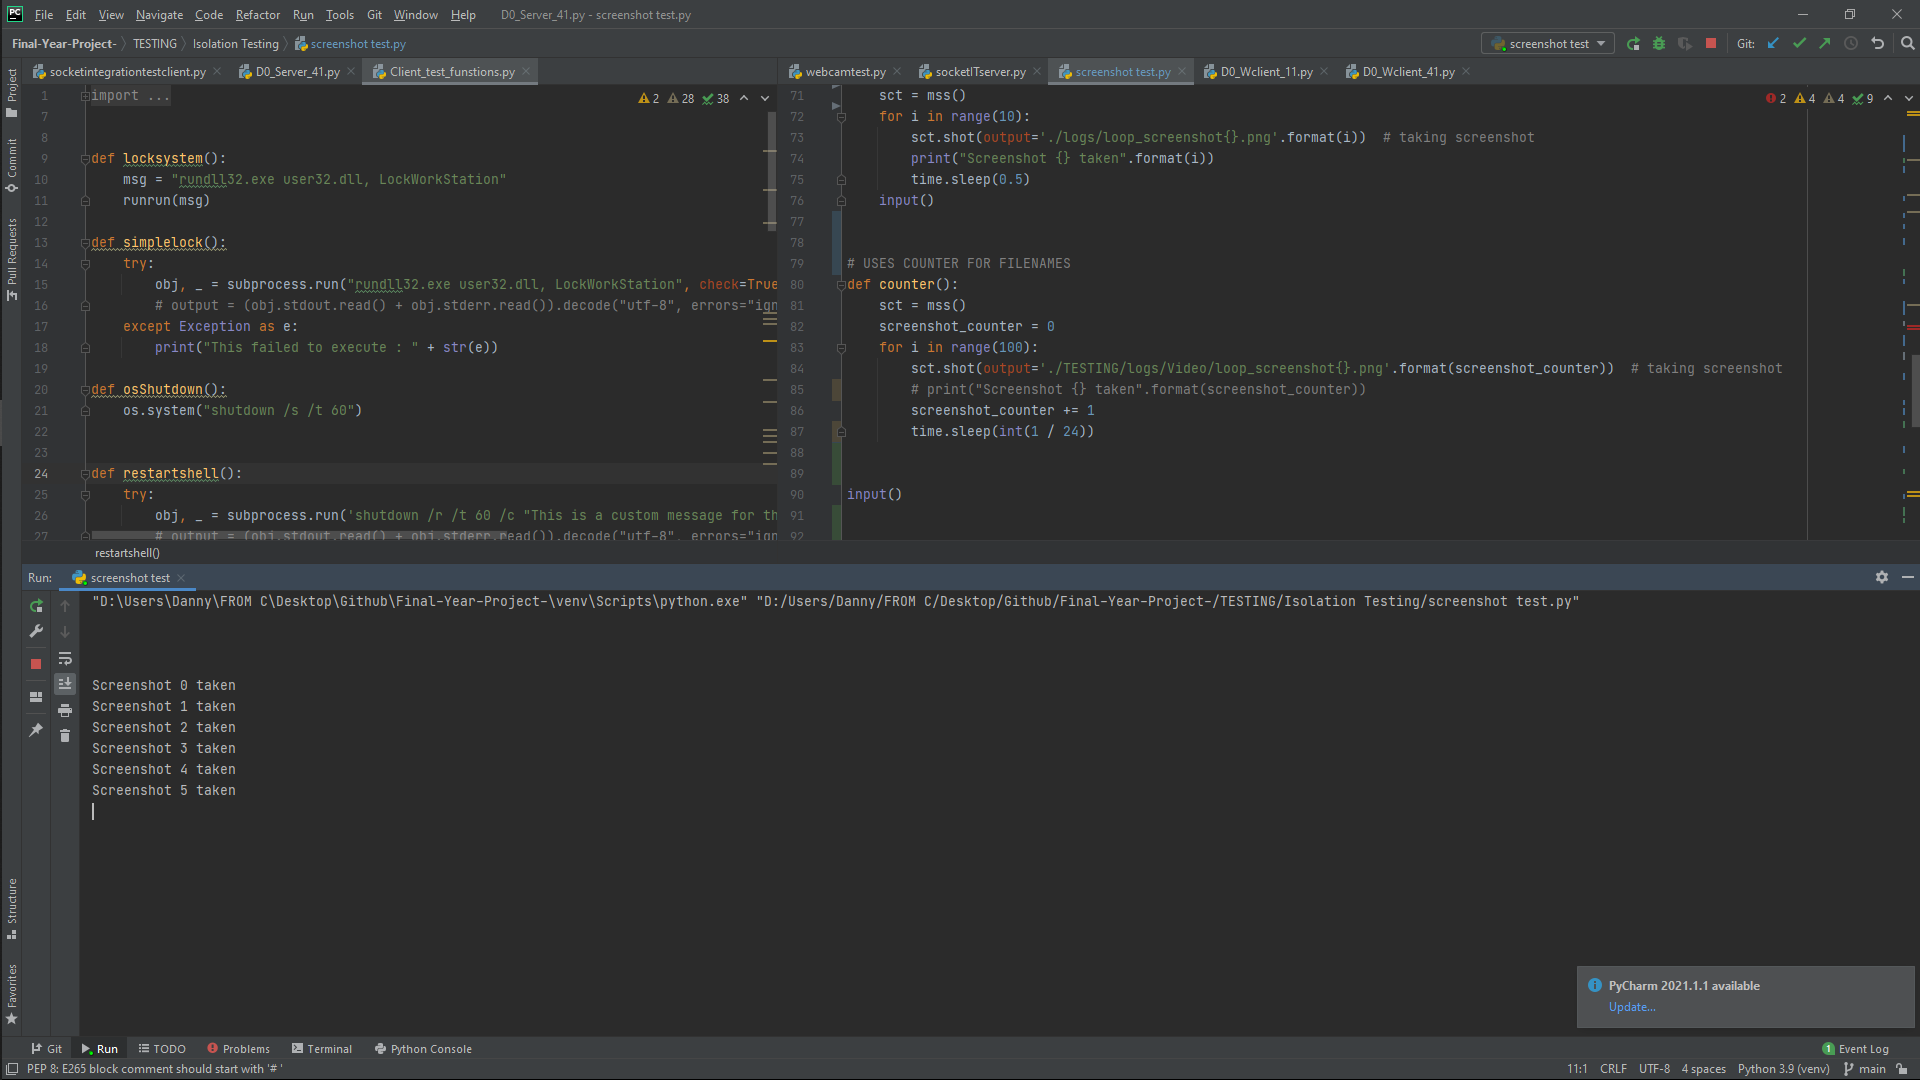 File Edit View Navigate Code Refactor Run Tools Git Window Help D0_Server_41.py - screenshot test.py
Final-Year-Project- TESTING Isolation Testing screenshot test.py
screenshot test Git:
socketintegrationtestclient.py D0_Server_41.py Client_test_funstions.py
webcamtest.py socketITserver.py screenshot test.py D0_Wclient_11.py D0_Wclient_41.py
Project
Commit
Pull Requests
2 28 38
1 import ...
7
8
9 def locksystem():
10 msg = "rundll32.exe user32.dll, LockWorkStation"
11 runrun(msg)
12
13 def simplelock():
14 try:
15 obj, _ = subprocess.run("rundll32.exe user32.dll, LockWorkStation", check=True
16 # output = (obj.stdout.read() + obj.stderr.read()).decode("utf-8", errors="ign
17 except Exception as e:
18 print("This failed to execute : " + str(e))
19
20 def osShutdown():
21 os.system("shutdown /s /t 60")
22
23
24 def restartshell():
25 try:
26 obj, _ = subprocess.run('shutdown /r /t 60 /c "This is a custom message for th
27 # output = (obj.stdout.read() + obj.stderr.read()).decode("utf-8", errors="ign
restartshell()
2 4 4 9
71 sct = mss()
72 for i in range(10):
73 sct.shot(output='./logs/loop_screenshot{}.png'.format(i)) # taking screenshot
74 print("Screenshot {} taken".format(i))
75 time.sleep(0.5)
76 input()
77
78
79 # USES COUNTER FOR FILENAMES
80 def counter():
81 sct = mss()
82 screenshot_counter = 0
83 for i in range(100):
84 sct.shot(output='./TESTING/logs/Video/loop_screenshot{}.png'.format(screenshot_counter)) # taking screenshot
85 # print("Screenshot {} taken".format(screenshot_counter))
86 screenshot_counter += 1
87 time.sleep(int(1 / 24))
88
89
90 input()
91
92
Run: screenshot test
"D:\Users\Danny\FROM C\Desktop\Github\Final-Year-Project-\venv\Scripts\python.exe" "D:/Users/Danny/FROM C/Desktop/Github/Final-Year-Project-/TESTING/Isolation Testing/screenshot test.py"
Screenshot 0 taken
Screenshot 1 taken
Screenshot 2 taken
Screenshot 3 taken
Screenshot 4 taken
Screenshot 5 taken
Structure
Favorites
PyCharm 2021.1.1 available
Update...
Git Run TODO Problems Terminal Python Console 1 Event Log
PEP 8: E265 block comment should start with '# ' 11:1 CRLF UTF-8 4 spaces Python 3.9 (venv) main